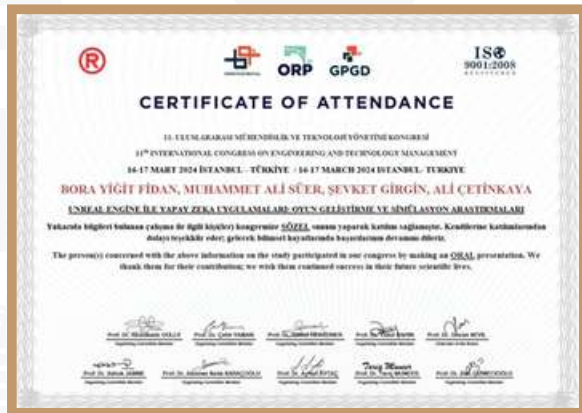 R
ORP
GPGD
ISO
9001:2008
CERTIFICATE OF ATTENDANCE
11. ULUSLARARASI MÜHENDİSLİK VE TEKNOLOJİ YÖNETİMİ KONGRESİ
11TH INTERNATIONAL CONGRESS ON ENGINEERING AND TECHNOLOGY MANAGEMENT
16-17 MART 2024 İSTANBUL - TÜRKİYE - 16-17 MARCH 2024 ISTANBUL- TURKIYE
BORA YİĞİT FİDAN, MUHAMMET ALİ SÜER, ŞEVKET GİRGİN, ALİ ÇETİNKAYA
UNREAL ENGINE İLE YAPAY ZEKA UYGULAMALARI: OYUN GELİŞTİRME VE SİMÜLASYON ARAŞTIRMALARI
Yukarıda bilgileri bulunan çalışma ile ilgili kişi(ler) kongremize SÖZEL sunum yaparak katılım sağlamıştır. Kendilerine katılımlarından
dolayı teşekkür eder; gelecek bilimsel hayatlarında başarılarının devamını dileriz.
The person(s) concerned with the above information on the study participated in our congress by making an ORAL presentation. We
thank them for their contribution; we wish them continued success in their future scientific lives.